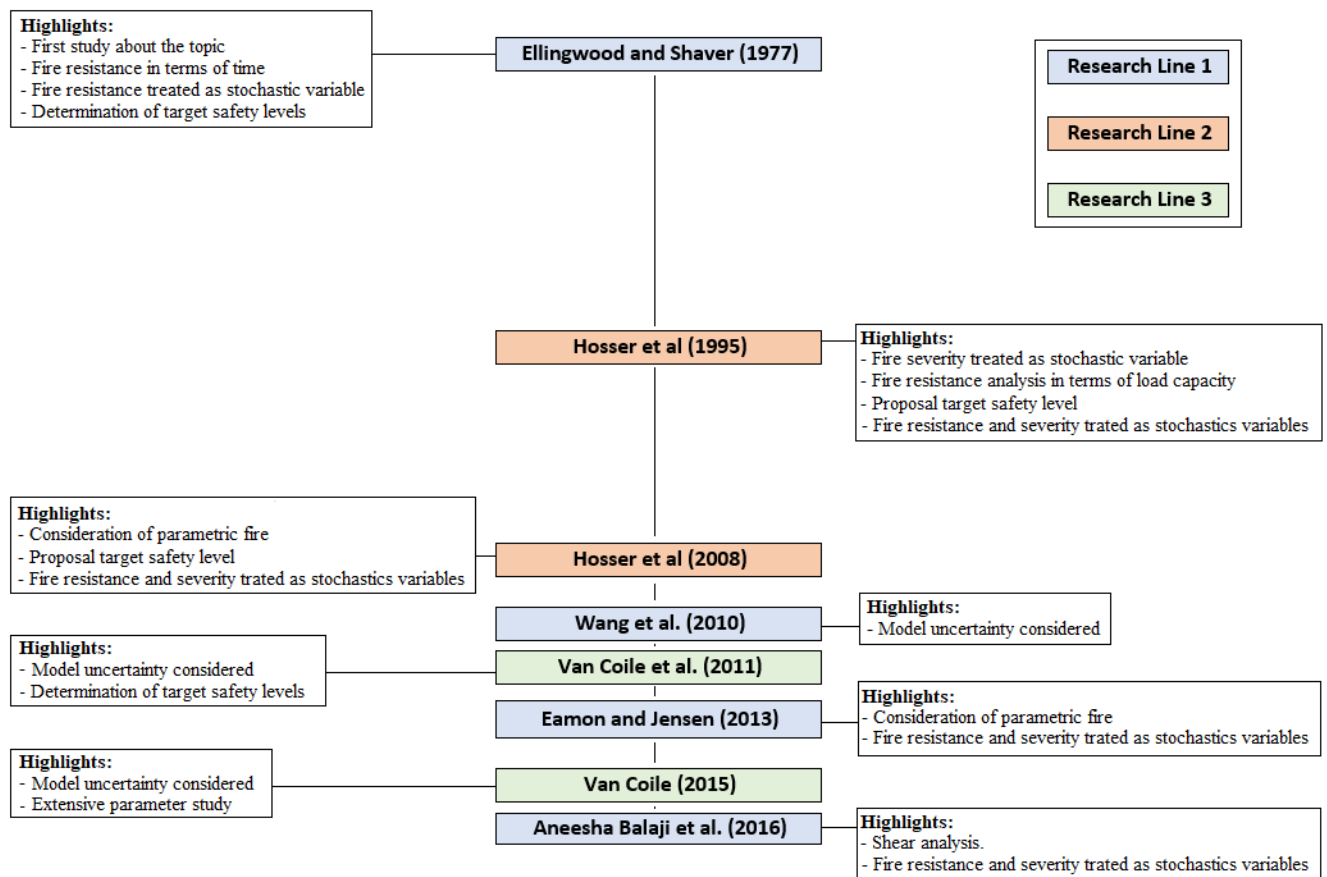 Highlights:
- First study about the topic
- Fire resistance in terms of time
- Fire resistance treated as stochastic variable
- Determination of target safety levels
Ellingwood and Shaver (1977)
Research Line 1
Research Line 2
Research Line 3
Hosser et al (1995)
Highlights:
- Fire severity treated as stochastic variable
- Fire resistance analysis in terms of load capacity
- Proposal target safety level
- Fire resistance and severity trated as stochastics variables
Highlights:
- Consideration of parametric fire
- Proposal target safety level
- Fire resistance and severity trated as stochastics variables
Hosser et al (2008)
Wang et al. (2010)
Highlights:
- Model uncertainty considered
Highlights:
- Model uncertainty considered
- Determination of target safety levels
Van Coile et al. (2011)
Eamon and Jensen (2013)
Highlights:
- Consideration of parametric fire
- Fire resistance and severity trated as stochastics variables
Highlights:
- Model uncertainty considered
- Extensive parameter study
Van Coile (2015)
Aneesha Balaji et al. (2016)
Highlights:
- Shear analysis.
- Fire resistance and severity trated as stochastics variables